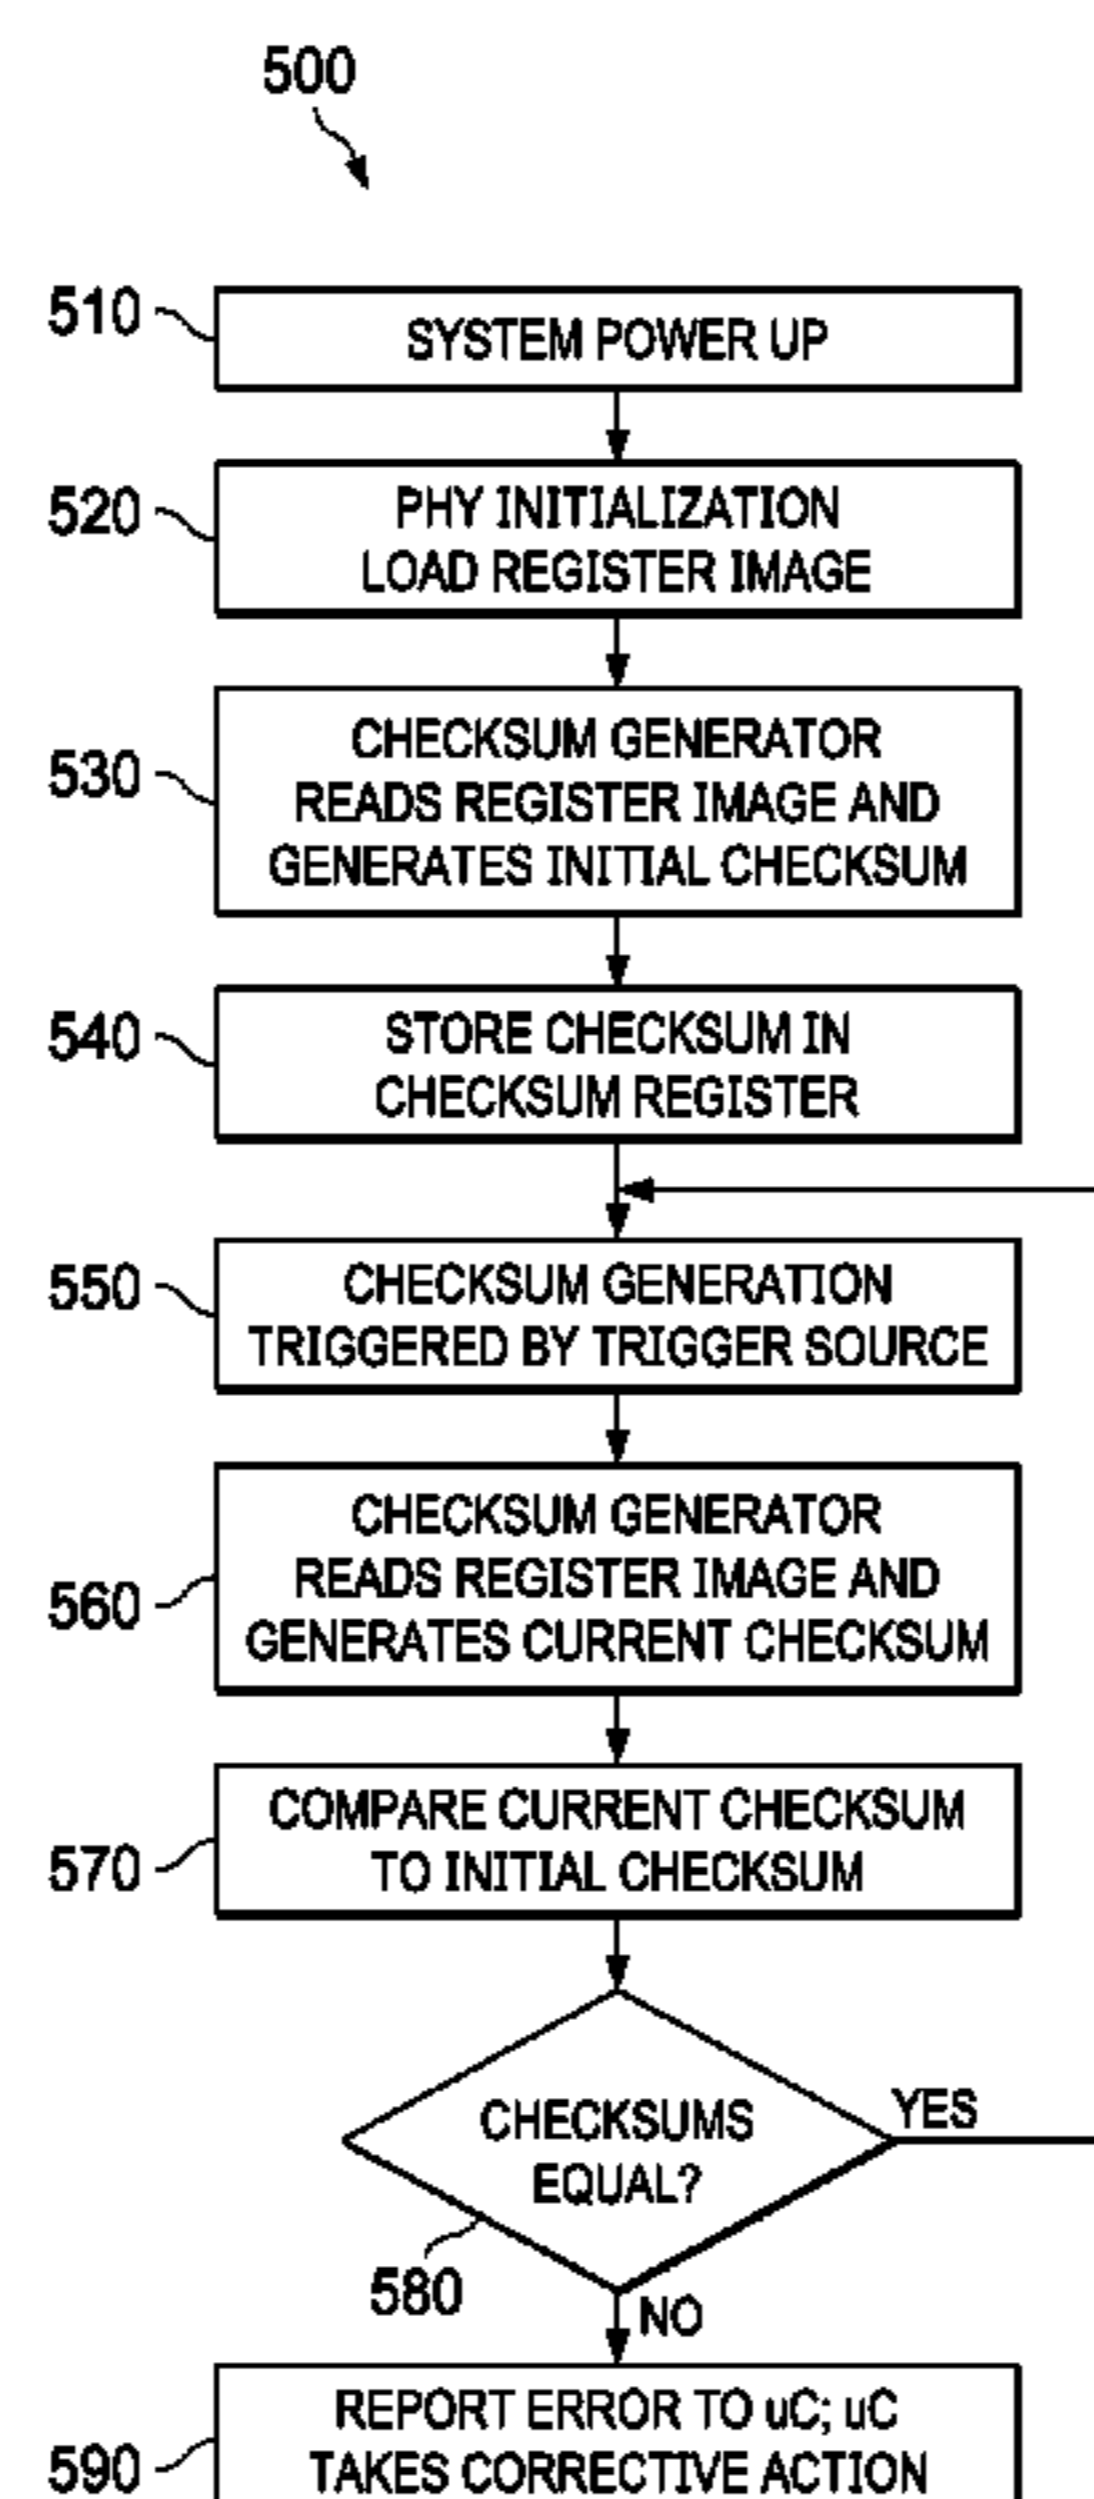 500
510
SYSTEM POWER UP
520
PHY INITIALIZATION
LOAD REGISTER IMAGE
530
CHECKSUM GENERATOR
READS REGISTER IMAGE AND
GENERATES INITIAL CHECKSUM
540
STORE CHECKSUM IN
CHECKSUM REGISTER
550
CHECKSUM GENERATION
TRIGGERED BY TRIGGER SOURCE
560
CHECKSUM GENERATOR
READS REGISTER IMAGE AND
GENERATES CURRENT CHECKSUM
570
COMPARE CURRENT CHECKSUM
TO INITIAL CHECKSUM
CHECKSUMS
EQUAL?
YES
580
NO
590
REPORT ERROR TO uC; uC
TAKES CORRECTIVE ACTION